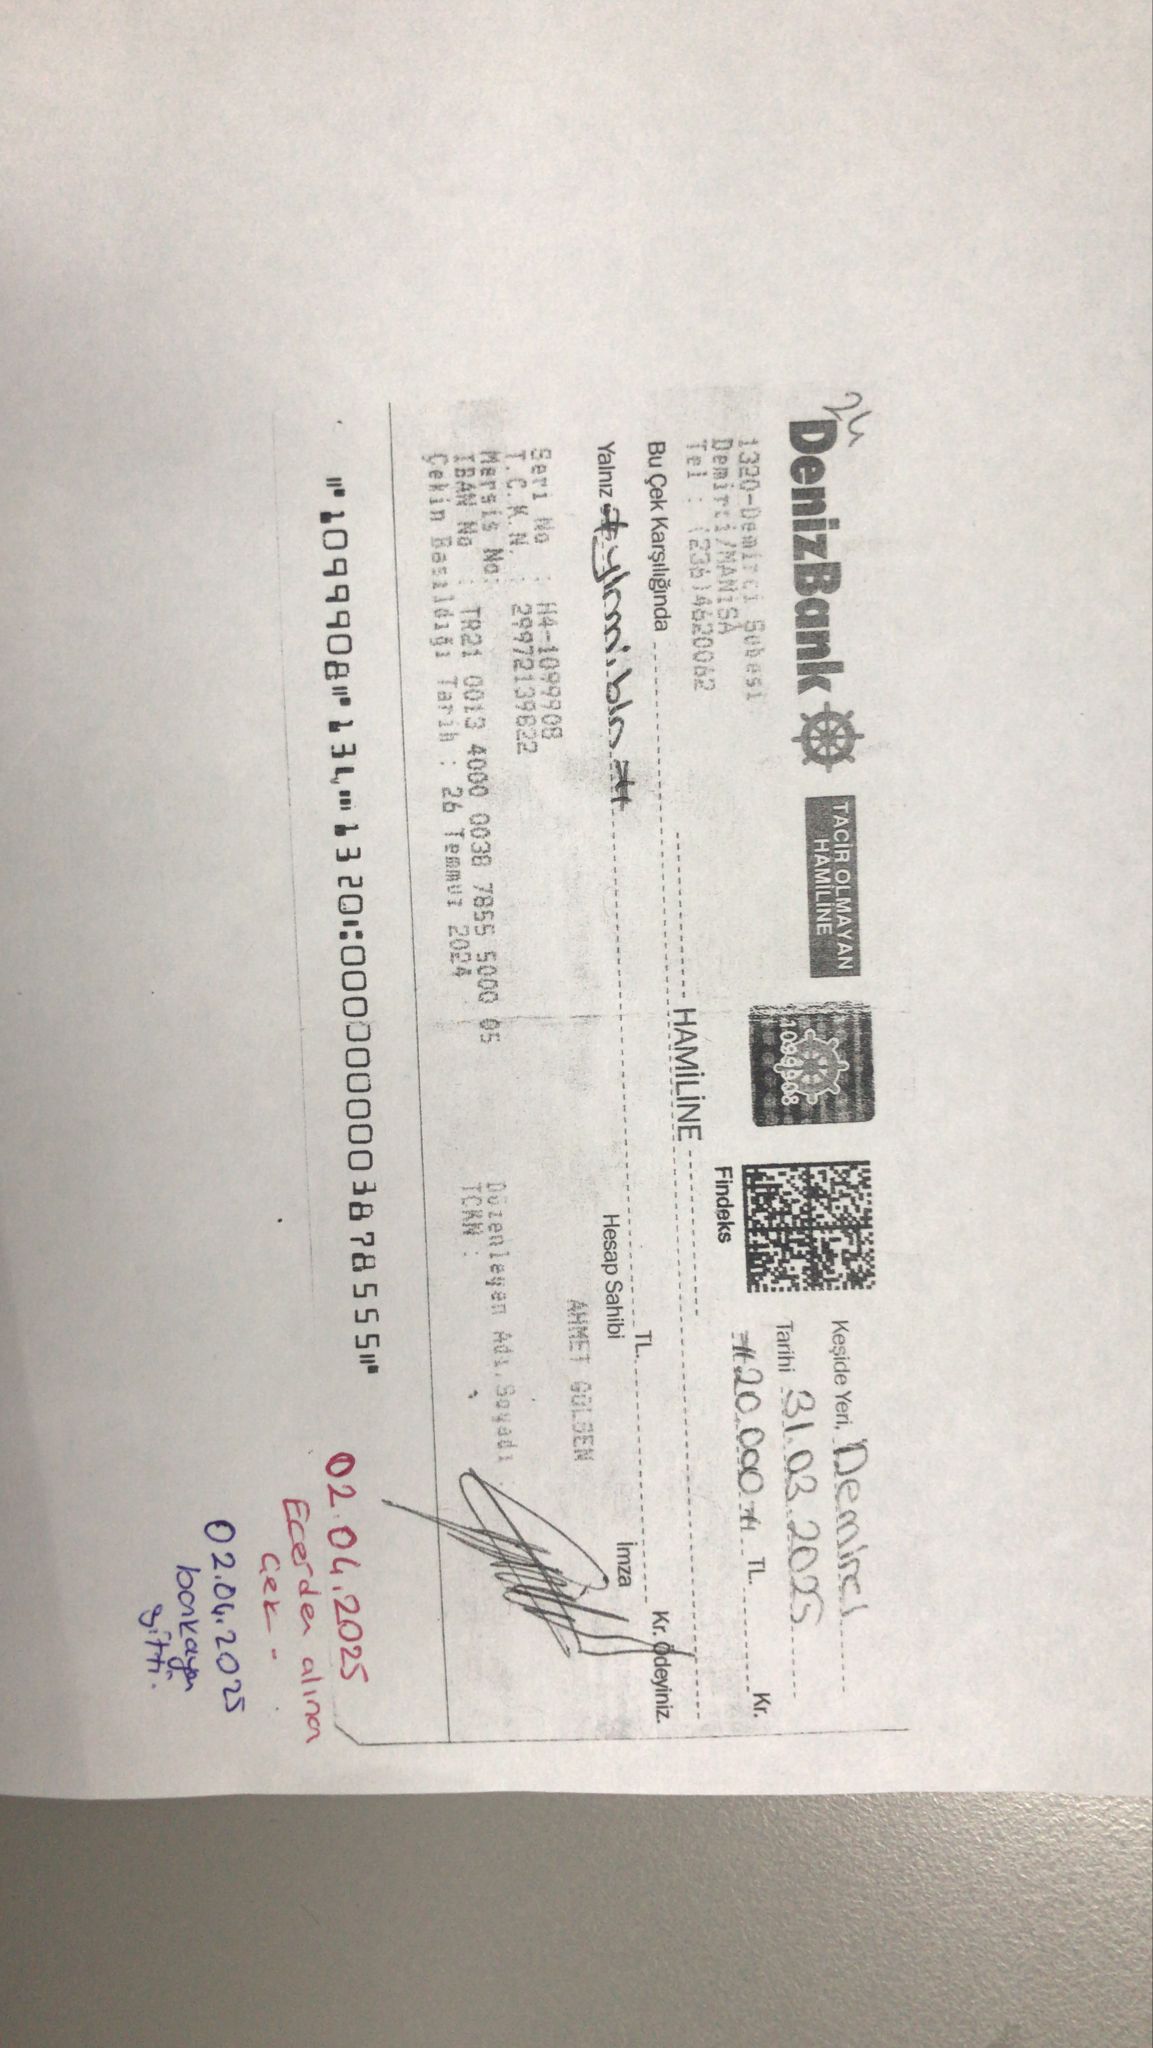 24
DenizBank
TACİR OLMAYAN
HAMİLİNE
1099908
Findeks
Keşide Yeri, Demirci
Tarihi 31.03.2025
#20.000# TL. Kr.
1320-Demirci Şubesi
Demirci/MANİSA
Tel : (236)4620062
HAMİLİNE
Bu Çek Karşılığında
Kr. Ödeyiniz.
Yalnız #yirmi bin# TL.
Hesap Sahibi
İmza
AHMET GÜLŞEN
Seri No : H4-1099908
T.C.K.N. : 29972139822
Mersis No:
IBAN No : TR21 0013 4000 0038 7855 5000 05
Çekin Basıldığı Tarih : 26 Temmuz 2024
Düzenleyen Adı,Soyadı
TCKN :
⑈1099908⑈134⑉1320⑆0000000003878555⑈
02.04.2025
Ecerden alınan
Çek -
02.04.2025
bankaya
gitti.